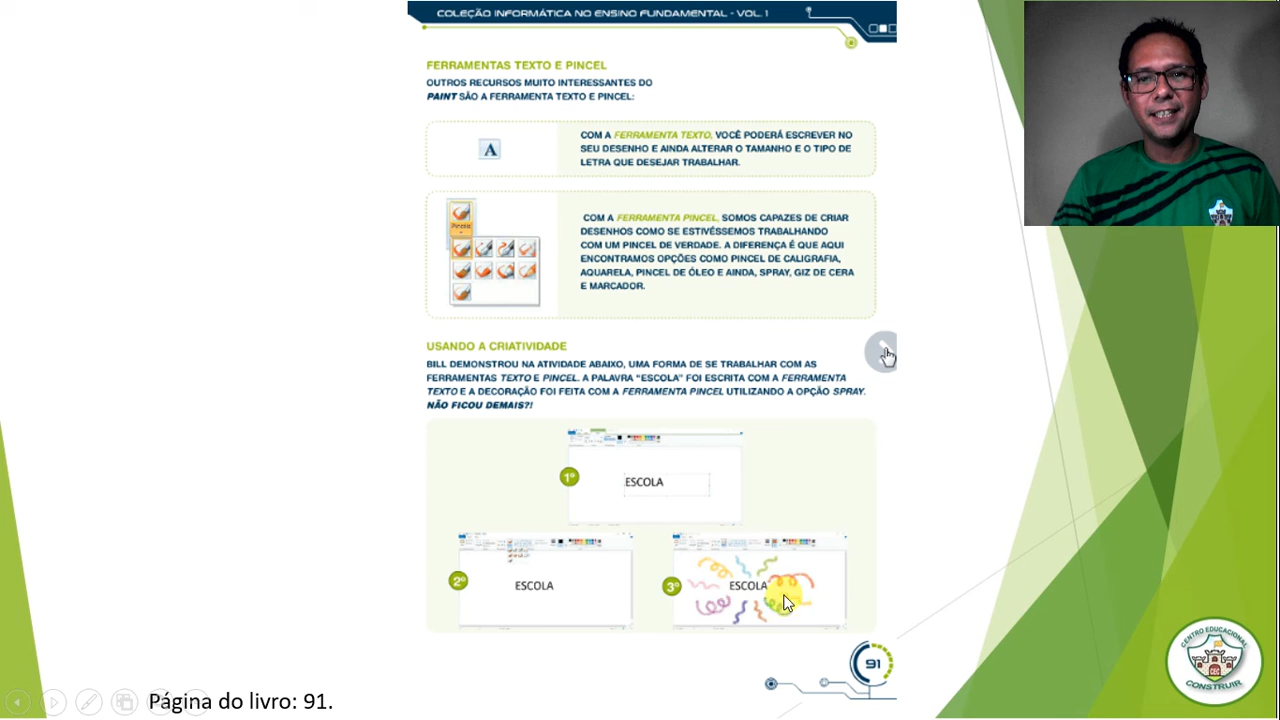 COLEÇÃO INFORMÁTICA NO ENSINO FUNDAMENTAL - VOL. 1
FERRAMENTAS TEXTO E PINCEL
OUTROS RECURSOS MUITO INTERESSANTES DO
PAINT SÃO A FERRAMENTA TEXTO E PINCEL:
A
COM A FERRAMENTA TEXTO, VOCÊ PODERÁ ESCREVER NO
SEU DESENHO E AINDA ALTERAR O TAMANHO E O TIPO DE
LETRA QUE DESEJAR TRABALHAR.
Pincéis
COM A FERRAMENTA PINCEL, SOMOS CAPAZES DE CRIAR
DESENHOS COMO SE ESTIVÉSSEMOS TRABALHANDO
COM UM PINCEL DE VERDADE. A DIFERENÇA É QUE AQUI
ENCONTRAMOS OPÇÕES COMO PINCEL DE CALIGRAFIA,
AQUARELA, PINCEL DE ÓLEO E AINDA, SPRAY, GIZ DE CERA
E MARCADOR.
USANDO A CRIATIVIDADE
BILL DEMONSTROU NA ATIVIDADE ABAIXO, UMA FORMA DE SE TRABALHAR COM AS
FERRAMENTAS TEXTO E PINCEL. A PALAVRA "ESCOLA" FOI ESCRITA COM A FERRAMENTA
TEXTO E A DECORAÇÃO FOI FEITA COM A FERRAMENTA PINCEL UTILIZANDO A OPÇÃO SPRAY.
NÃO FICOU DEMAIS?!
1º
ESCOLA
2º
ESCOLA
3º
ESCOLA
91
Página do livro: 91.
CENTRO EDUCACIONAL
CEC
CONSTRUIR